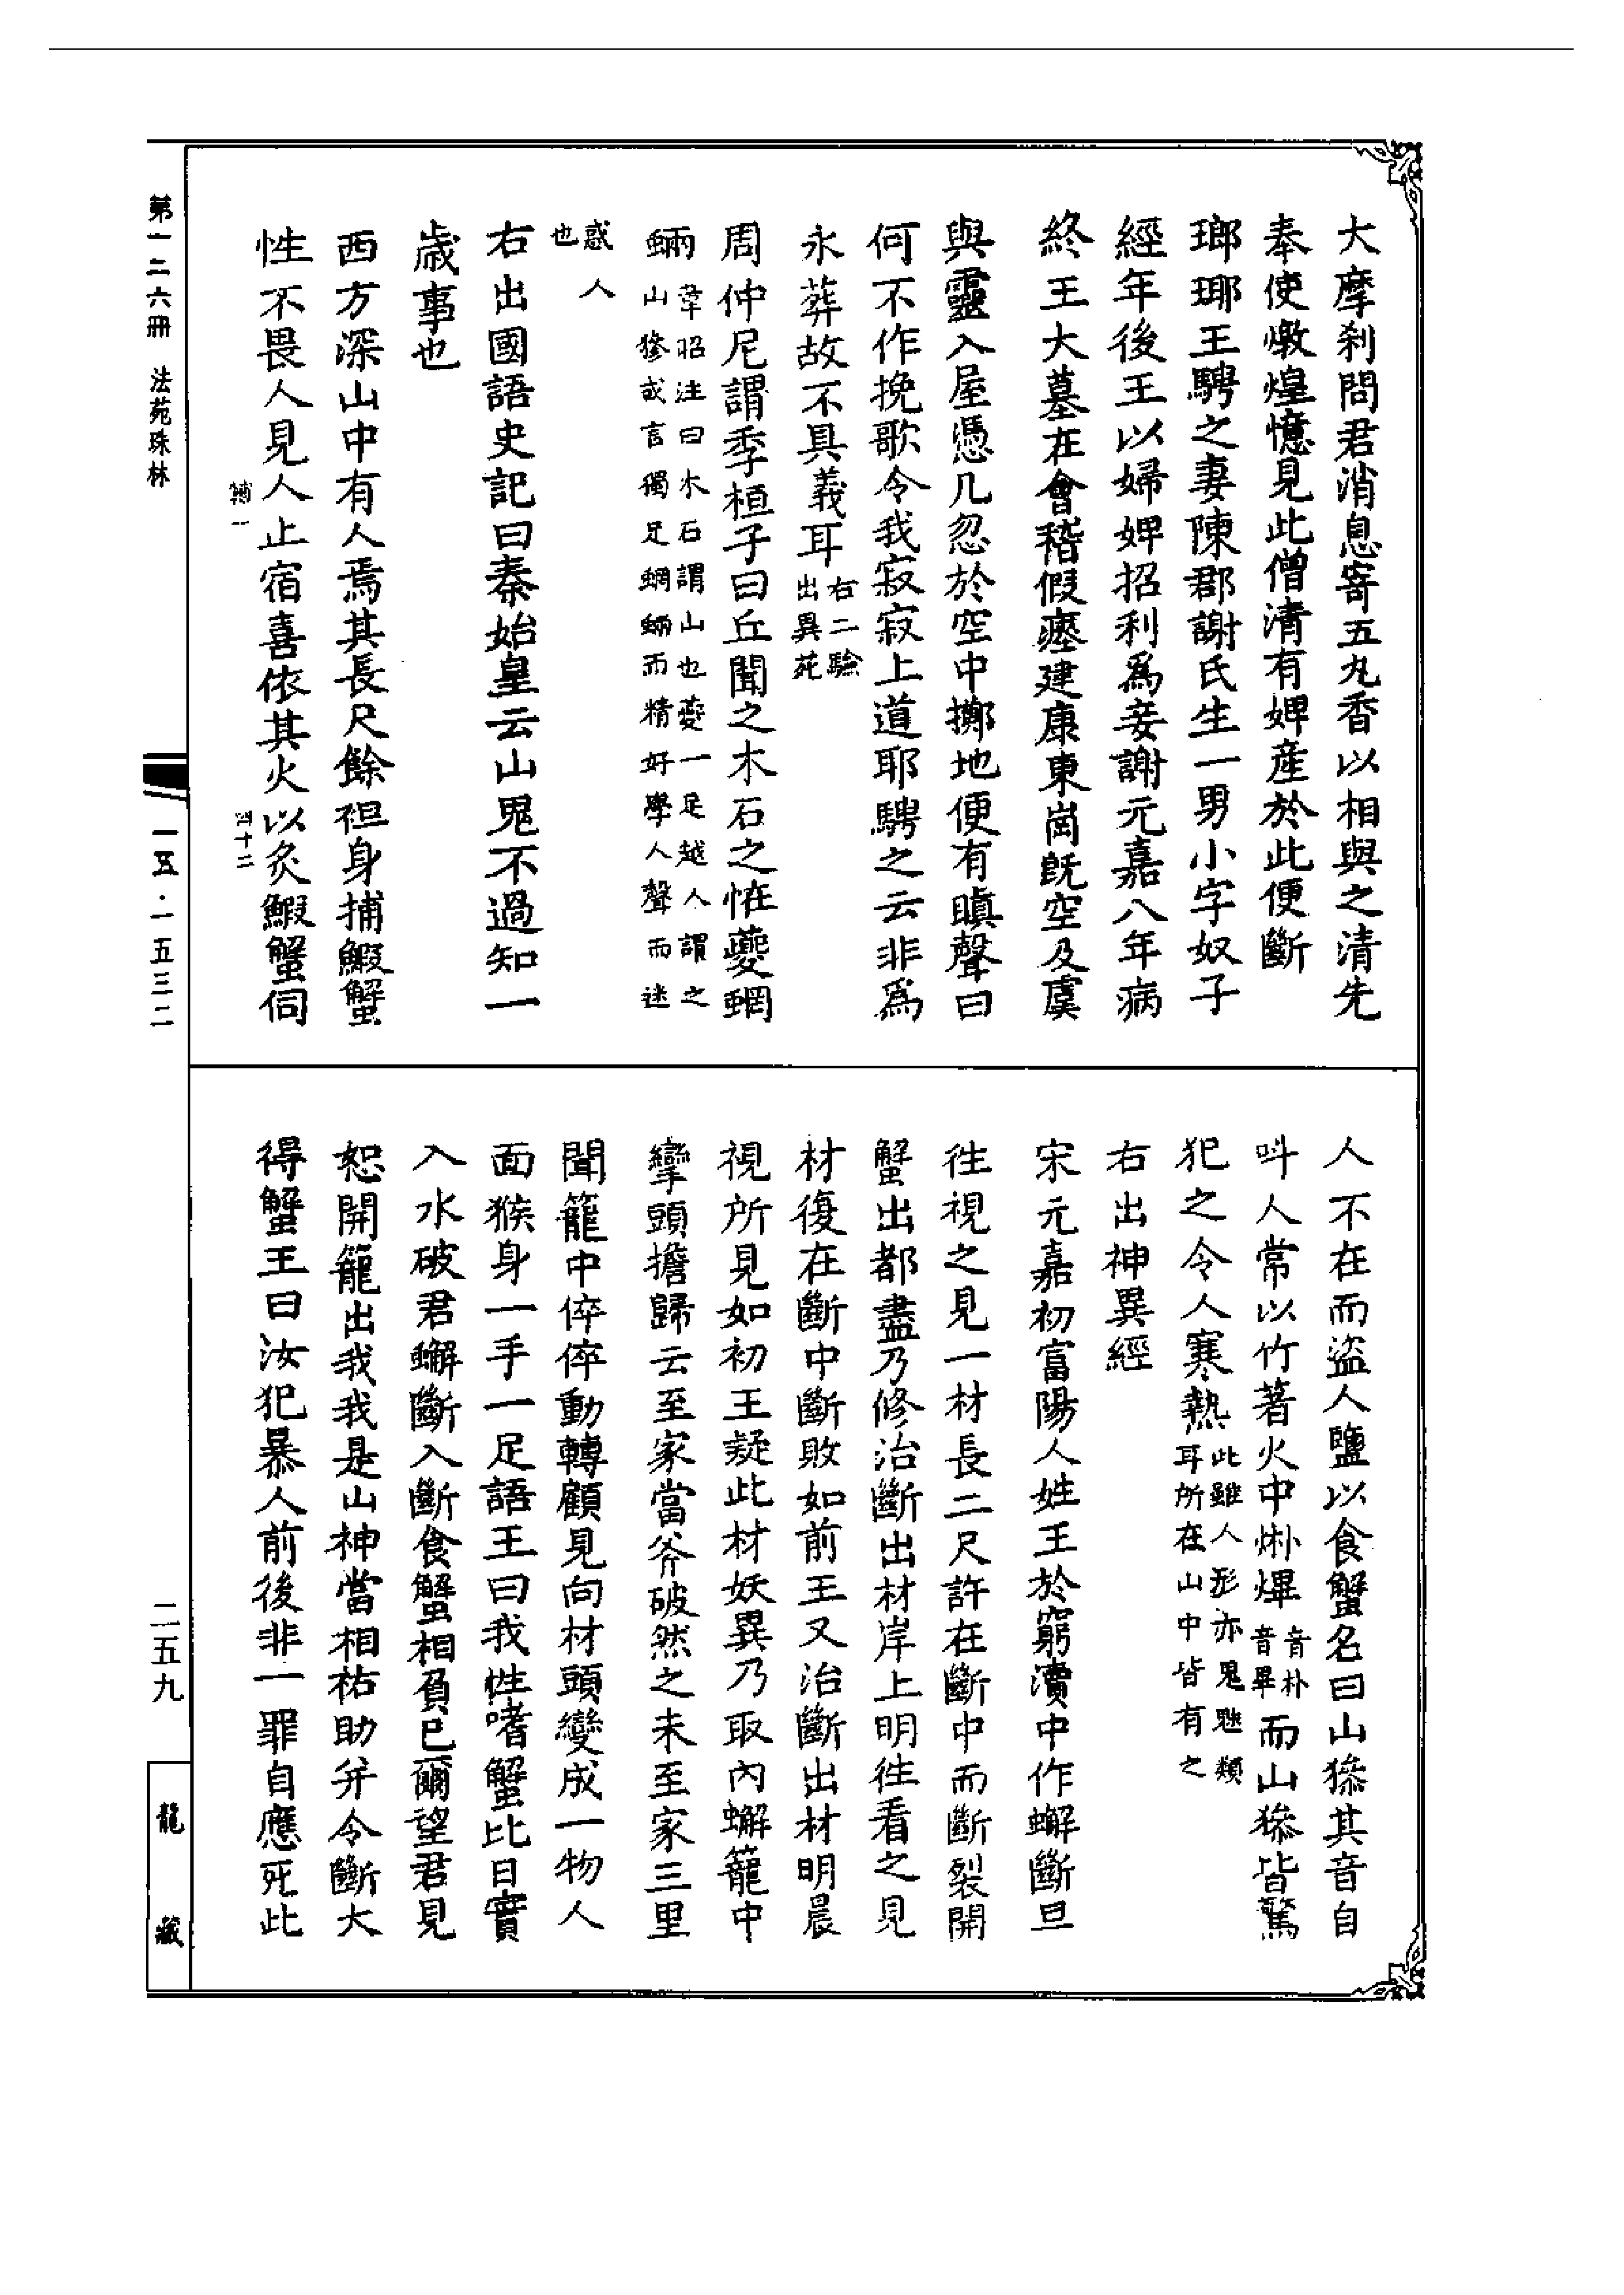 大摩刹問君消息寄五丸香以相與之清先
奉使燉煌憶見此僧清有婢産於此便斷
瑯琊王騁之妻陳郡謝氏生一男小字奴子
經年後王以婦婢招利爲妾謝元嘉八年病
終王大墓在會稽假瘞建康東崗旣空及虞
與靈入屋憑几忽於空中擲地便有瞋聲曰
何不作挽歌令我寂寂上道耶騁之云非爲
永葬故不具義耳右二驗出異苑
周仲尼謂季桓子曰丘聞之木石之恠夔蜩
蜽韋昭注曰木石謂山也夔一足越人謂之山㺑或言獨足蜩蜽而精好學人聲而迷
惑人也
右出國語史記曰秦始皇云山鬼不過知一
歲事也
西方深山中有人焉其長尺餘袒身捕鰕蟹
性不畏人見人止宿喜依其火以炙鰕蟹伺
輔一
四十二
人不在而盜人鹽以食蟹名曰山㺑其音自
叫人常以竹著火中烞熚音朴音畢而山㺑皆驚
犯之令人寒熱此雖人形亦鬼魅類耳所在山中皆有之
右出神異經
宋元嘉初富陽人姓王於窮瀆中作蠏斷旦
徃視之見一材長二尺許在斷中而斷裂開
蟹出都盡乃修治斷出材岸上明徃看之見
材復在斷中斷敗如前王又治斷出材明晨
視所見如初王疑此材妖異乃取內蠏籠中
攣頭擔歸云至家當斧破然之未至家三里
聞籠中倅倅動轉顧見向材頭變成一物人
面猴身一手一足語王曰我性嗜蟹比日實
入水破君蠏斷入斷食蟹相負已爾望君見
恕開籠出我我是山神當相祐助并令斷大
得蟹王曰汝犯暴人前後非一罪自應死此
第一二六冊 法苑珠林
一五五·一五三二
二五九
龍藏